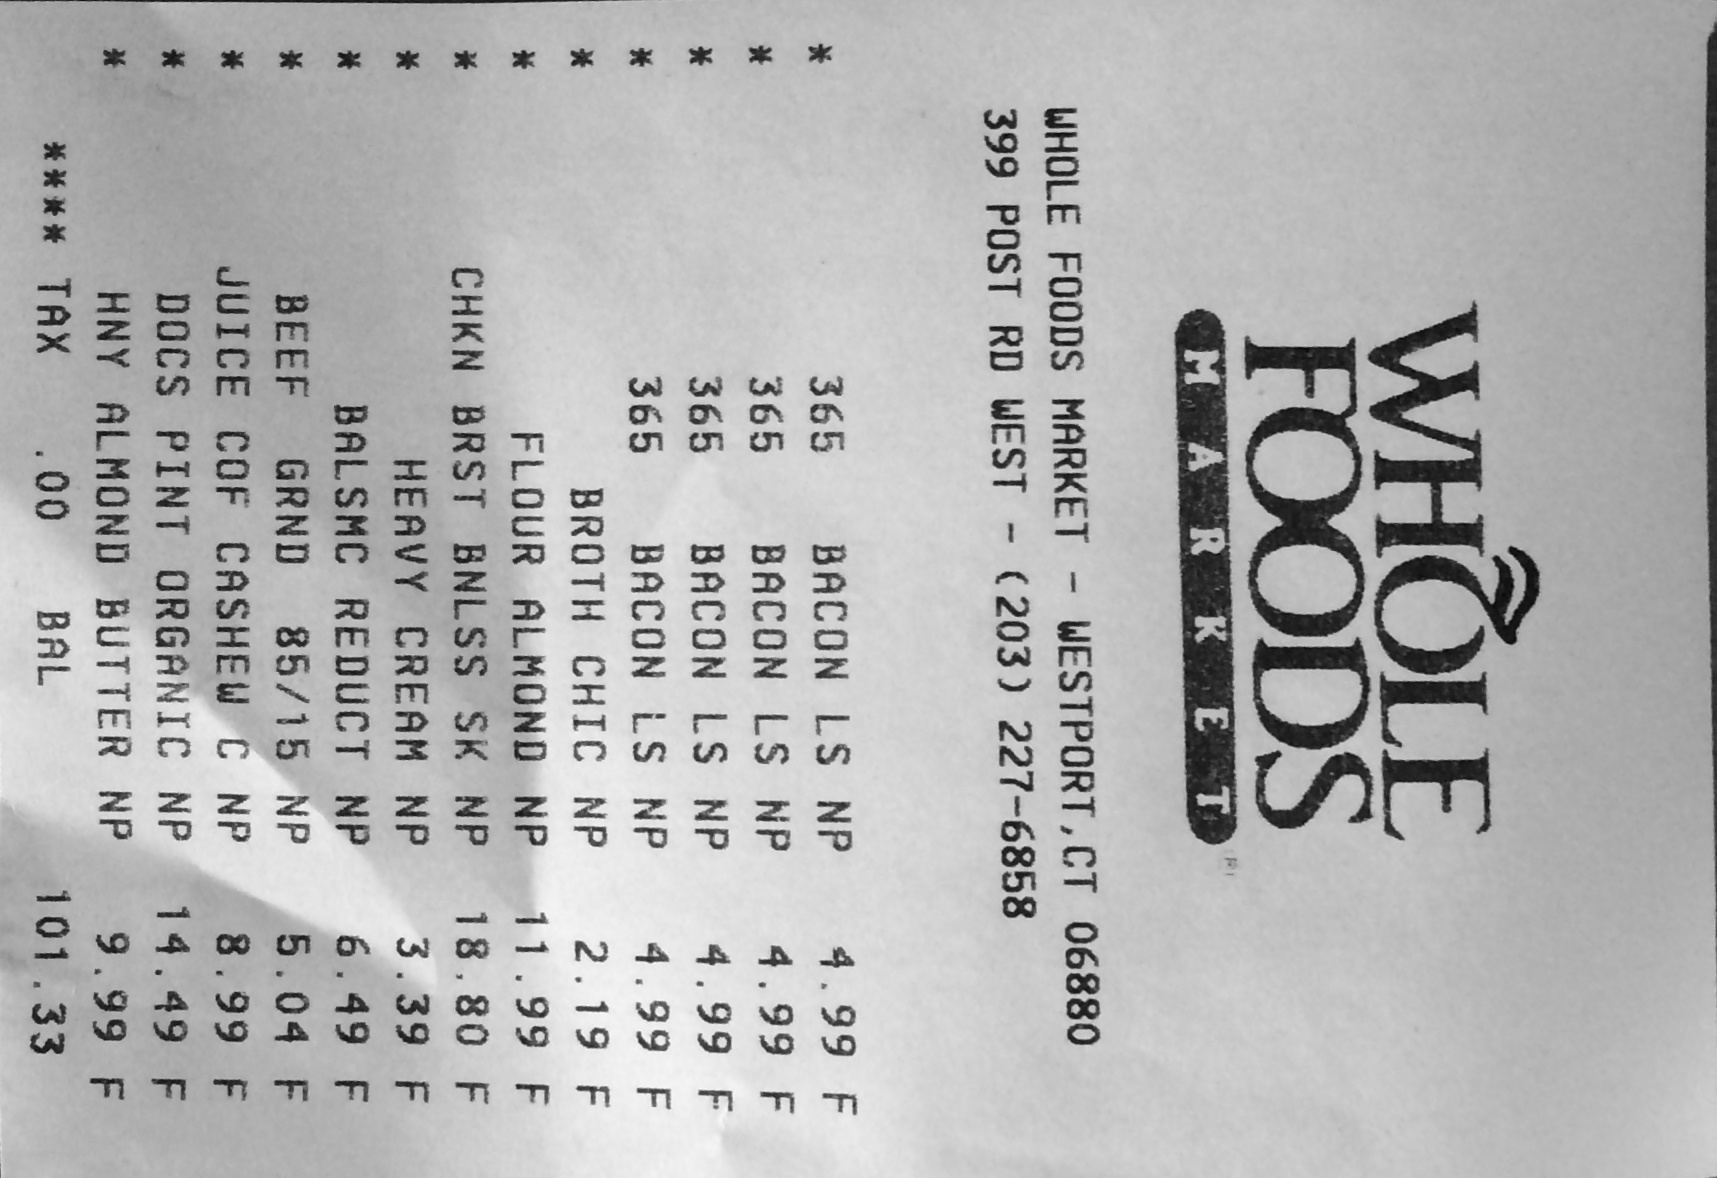 WHOLE
FOODS
MARKET
WHOLE FOODS MARKET - WESTPORT,CT 06880
399 POST RD WEST - (203) 227-6858
* 365 BACON LS NP 4.99 F
* 365 BACON LS NP 4.99 F
* 365 BACON LS NP 4.99 F
* 365 BACON LS NP 4.99 F
* BROTH CHIC NP 2.19 F
* FLOUR ALMOND NP 11.99 F
* CHKN BRST BNLSS SK NP 18.80 F
* HEAVY CREAM NP 3.39 F
* BALSMC REDUCT NP 6.49 F
* BEEF GRND 85/15 NP 5.04 F
* JUICE COF CASHEW C NP 8.99 F
* DOCS PINT ORGANIC NP 14.49 F
* HNY ALMOND BUTTER NP 9.99 F
**** TAX .00 BAL 101.33